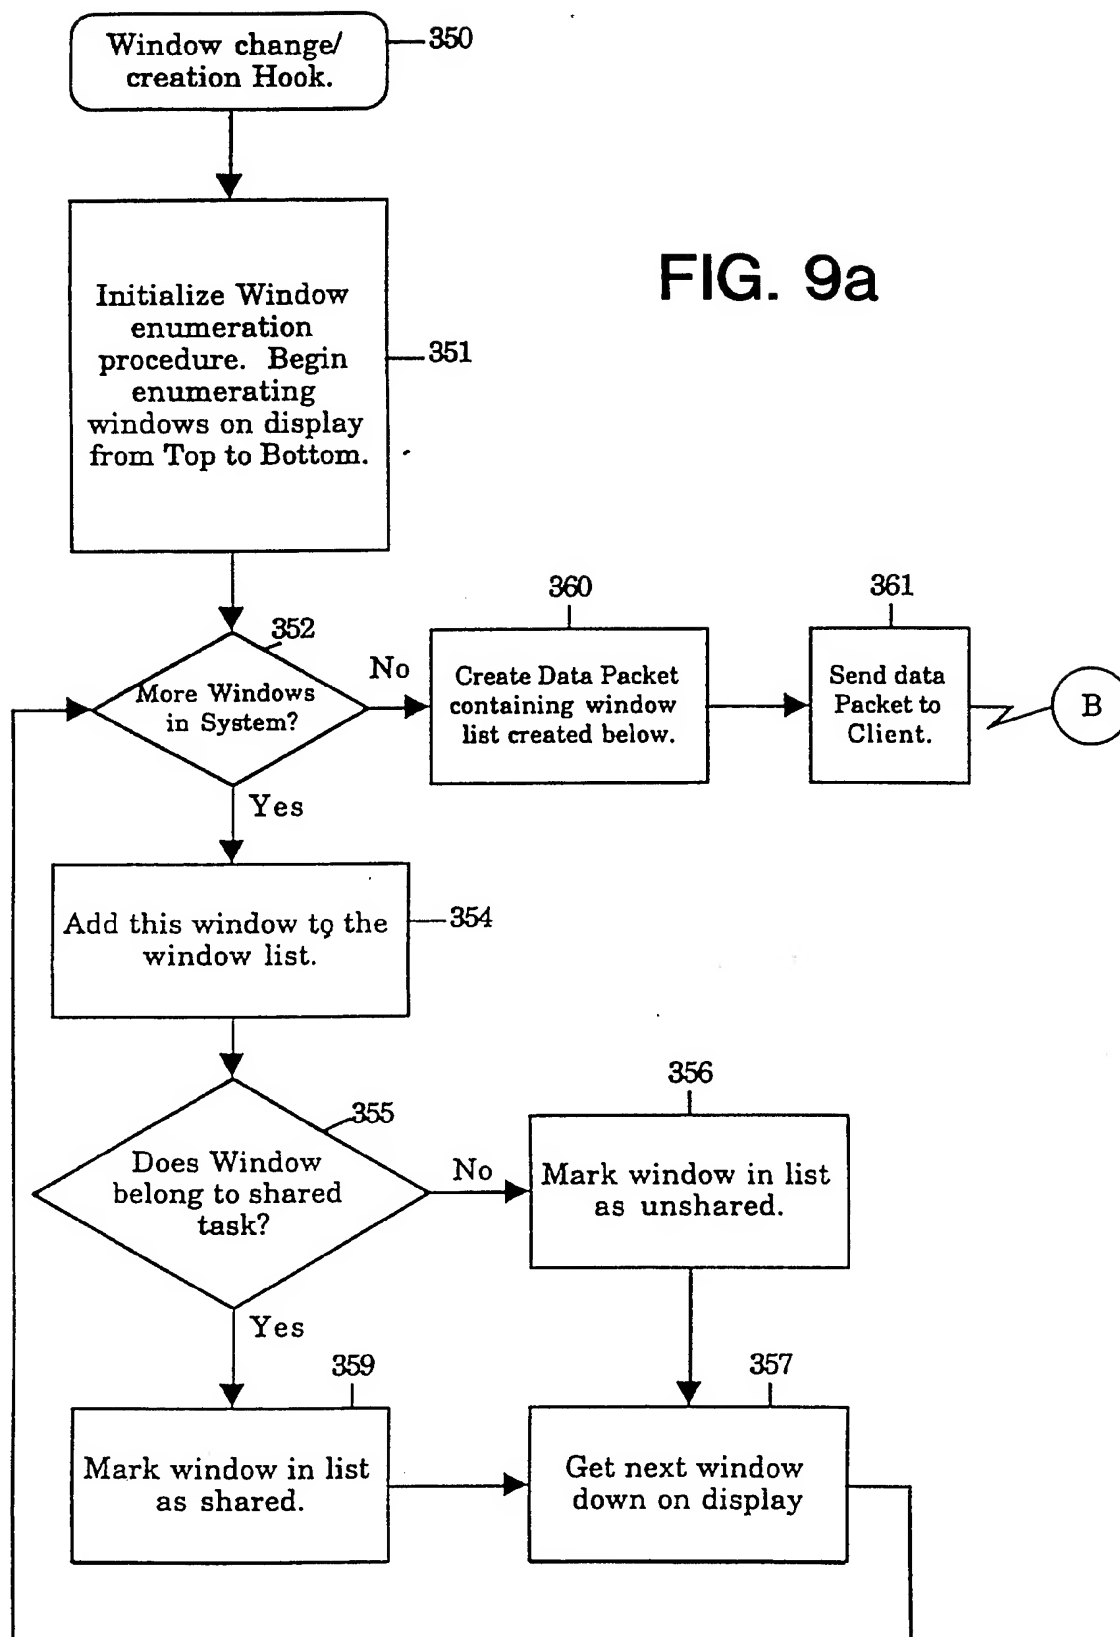 Window change/
creation Hook.
350
FIG. 9a
Initialize Window
enumeration
procedure. Begin
enumerating
windows on display
from Top to Bottom.
351
352
More Windows
in System?
No
360
Create Data Packet
containing window
list created below.
361
Send data
Packet to
Client.
B
Yes
Add this window to the
window list.
354
355
Does Window
belong to shared
task?
No
356
Mark window in list
as unshared.
Yes
359
Mark window in list
as shared.
357
Get next window
down on display